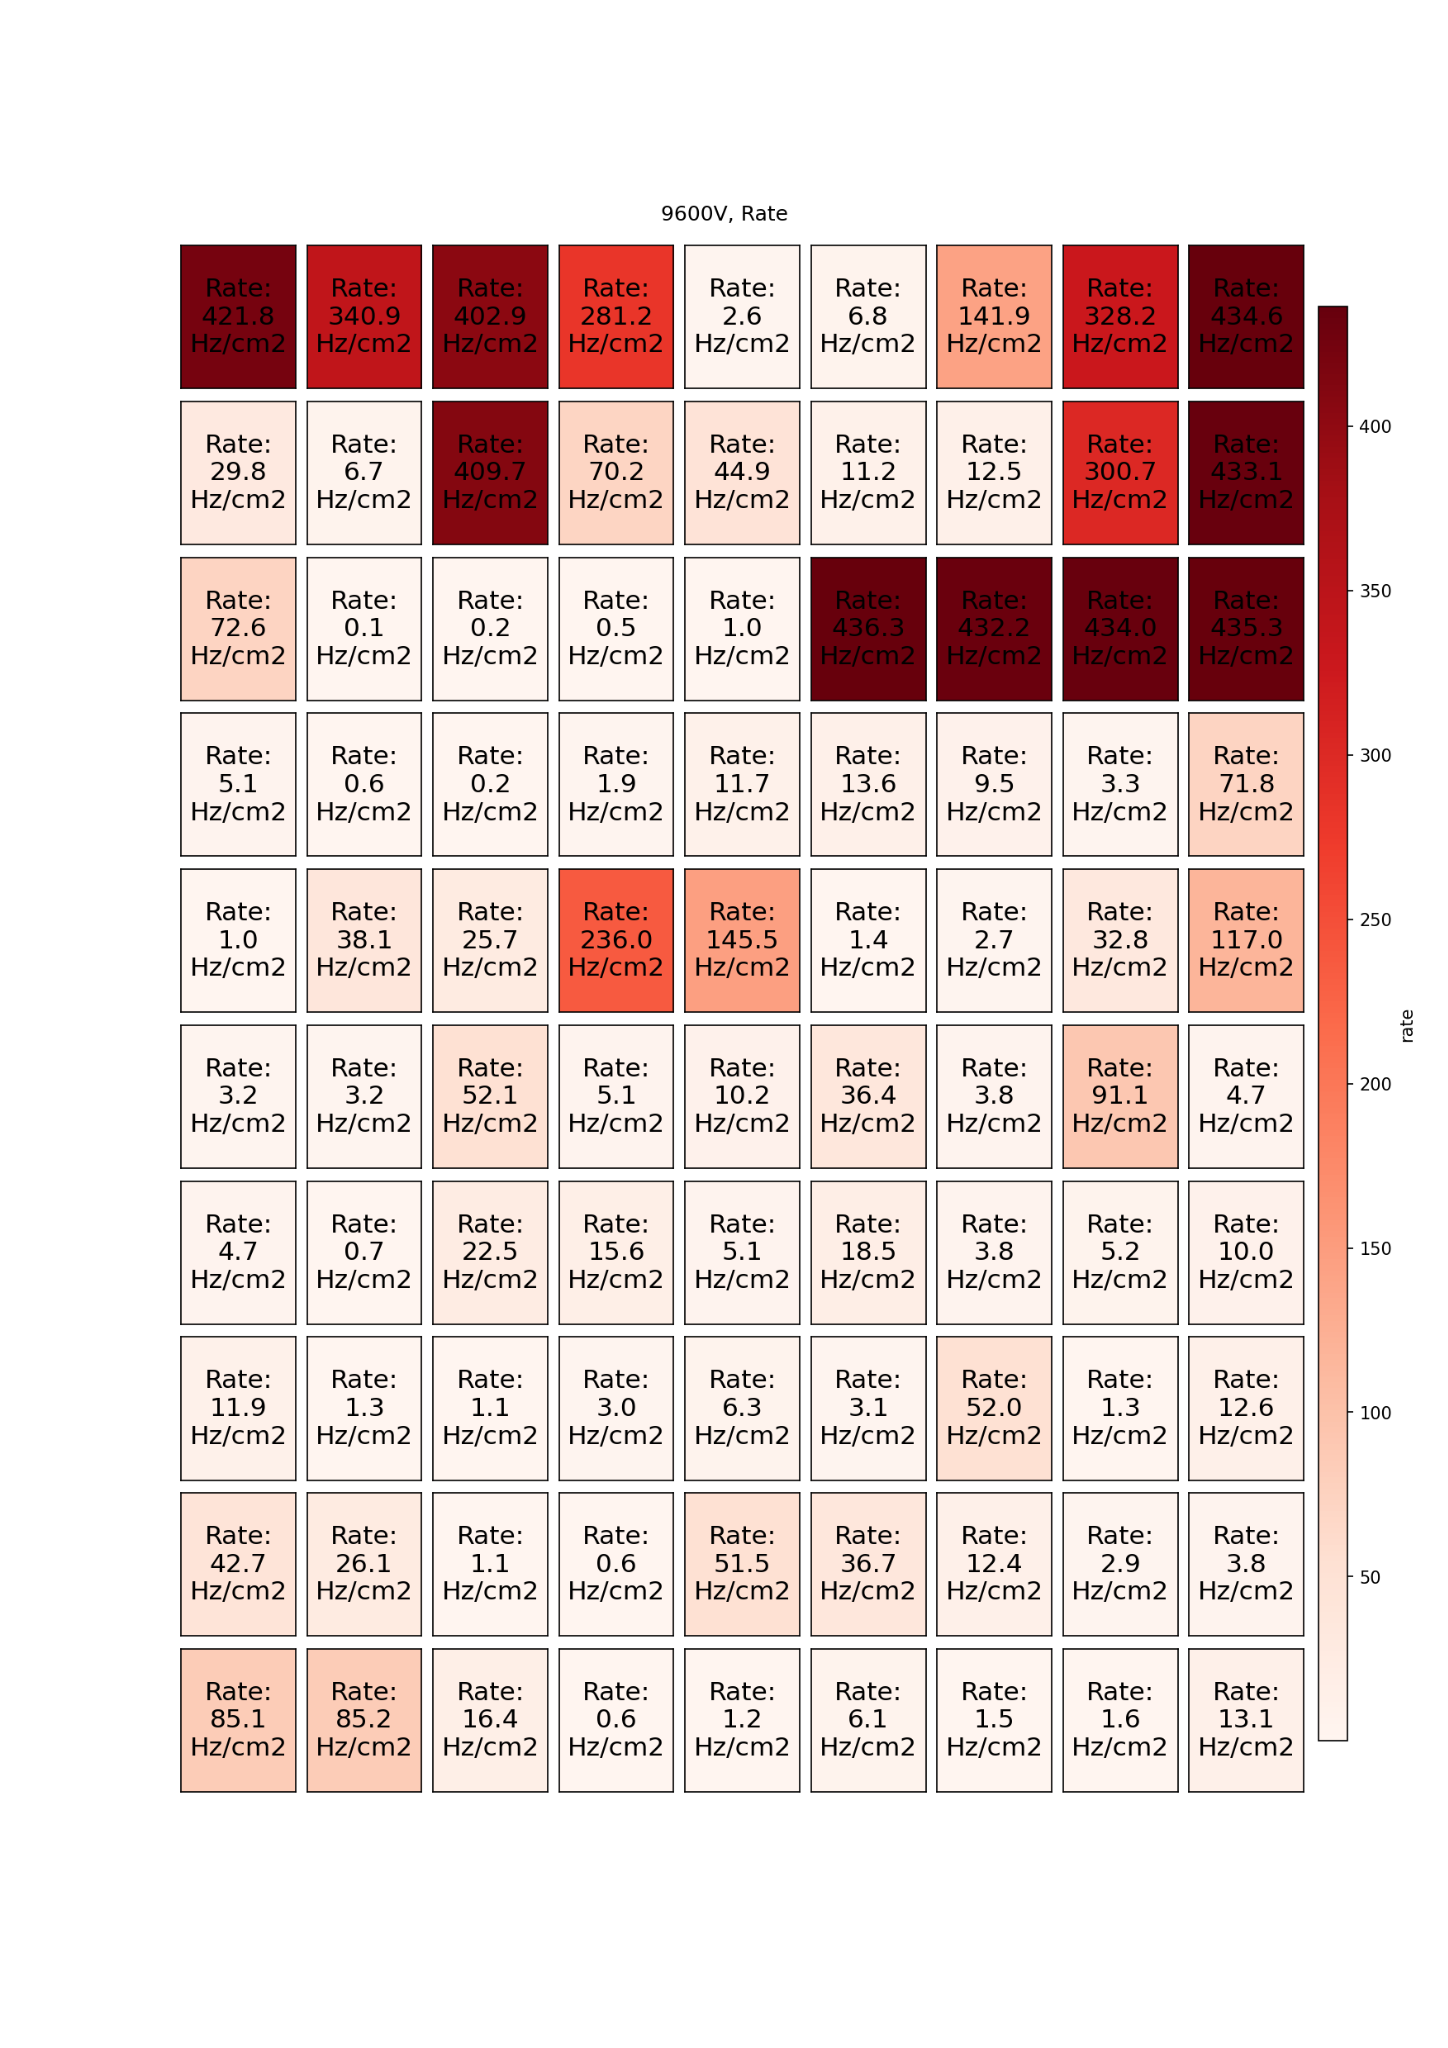 9600V, Rate
Rate: Rate: Rate: Rate: Rate: Rate: Rate: Rate: Rate:
421.8 340.9 402.9 281.2 2.6 6.8 141.9 328.2 434.6
Hz/cm2 Hz/cm2 Hz/cm2 Hz/cm2 Hz/cm2 Hz/cm2 Hz/cm2 Hz/cm2 Hz/cm2
Rate: Rate: Rate: Rate: Rate: Rate: Rate: Rate: Rate:
29.8 6.7 409.7 70.2 44.9 11.2 12.5 300.7 433.1
Hz/cm2 Hz/cm2 Hz/cm2 Hz/cm2 Hz/cm2 Hz/cm2 Hz/cm2 Hz/cm2 Hz/cm2
Rate: Rate: Rate: Rate: Rate: Rate: Rate: Rate: Rate:
72.6 0.1 0.2 0.5 1.0 436.3 432.2 434.0 435.3
Hz/cm2 Hz/cm2 Hz/cm2 Hz/cm2 Hz/cm2 Hz/cm2 Hz/cm2 Hz/cm2 Hz/cm2
Rate: Rate: Rate: Rate: Rate: Rate: Rate: Rate: Rate:
5.1 0.6 0.2 1.9 11.7 13.6 9.5 3.3 71.8
Hz/cm2 Hz/cm2 Hz/cm2 Hz/cm2 Hz/cm2 Hz/cm2 Hz/cm2 Hz/cm2 Hz/cm2
Rate: Rate: Rate: Rate: Rate: Rate: Rate: Rate: Rate:
1.0 38.1 25.7 236.0 145.5 1.4 2.7 32.8 117.0
Hz/cm2 Hz/cm2 Hz/cm2 Hz/cm2 Hz/cm2 Hz/cm2 Hz/cm2 Hz/cm2 Hz/cm2
Rate: Rate: Rate: Rate: Rate: Rate: Rate: Rate: Rate:
3.2 3.2 52.1 5.1 10.2 36.4 3.8 91.1 4.7
Hz/cm2 Hz/cm2 Hz/cm2 Hz/cm2 Hz/cm2 Hz/cm2 Hz/cm2 Hz/cm2 Hz/cm2
Rate: Rate: Rate: Rate: Rate: Rate: Rate: Rate: Rate:
4.7 0.7 22.5 15.6 5.1 18.5 3.8 5.2 10.0
Hz/cm2 Hz/cm2 Hz/cm2 Hz/cm2 Hz/cm2 Hz/cm2 Hz/cm2 Hz/cm2 Hz/cm2
Rate: Rate: Rate: Rate: Rate: Rate: Rate: Rate: Rate:
11.9 1.3 1.1 3.0 6.3 3.1 52.0 1.3 12.6
Hz/cm2 Hz/cm2 Hz/cm2 Hz/cm2 Hz/cm2 Hz/cm2 Hz/cm2 Hz/cm2 Hz/cm2
Rate: Rate: Rate: Rate: Rate: Rate: Rate: Rate: Rate:
42.7 26.1 1.1 0.6 51.5 36.7 12.4 2.9 3.8
Hz/cm2 Hz/cm2 Hz/cm2 Hz/cm2 Hz/cm2 Hz/cm2 Hz/cm2 Hz/cm2 Hz/cm2
Rate: Rate: Rate: Rate: Rate: Rate: Rate: Rate: Rate:
85.1 85.2 16.4 0.6 1.2 6.1 1.5 1.6 13.1
Hz/cm2 Hz/cm2 Hz/cm2 Hz/cm2 Hz/cm2 Hz/cm2 Hz/cm2 Hz/cm2 Hz/cm2
400
350
300
250
200
150
100
50
rate